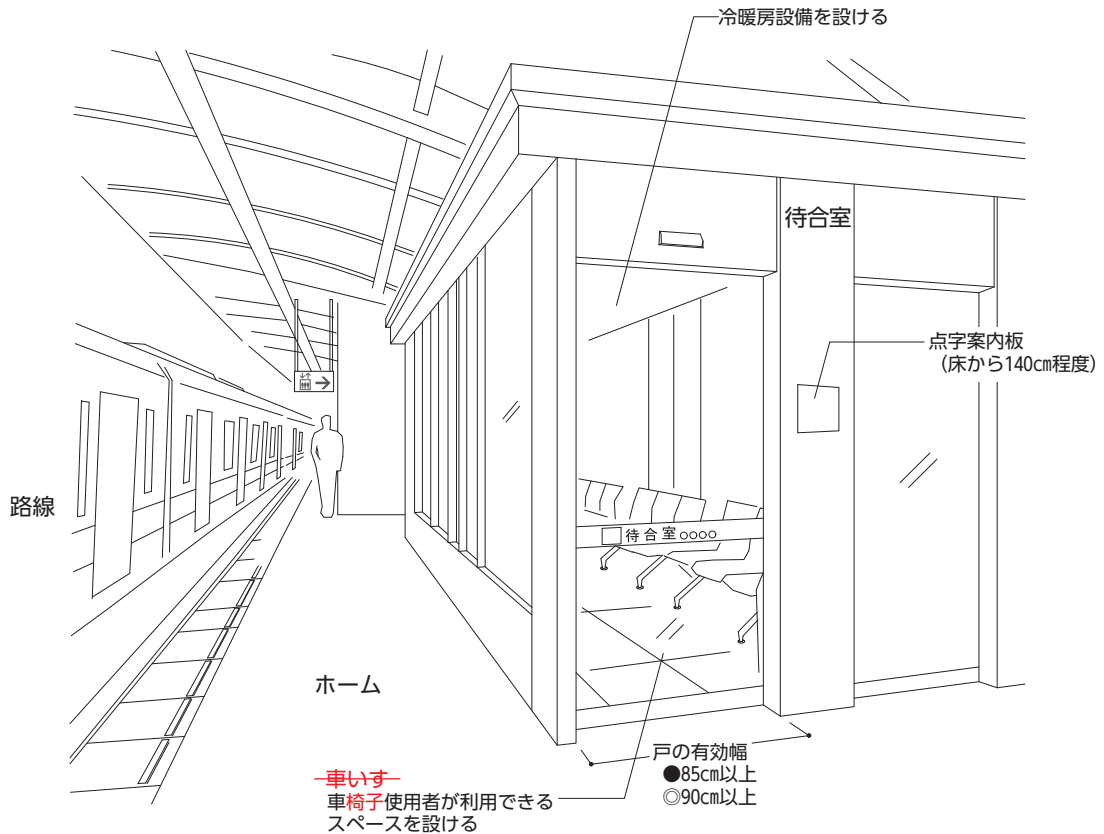 冷暖房設備を設ける
待合室
点字案内板
（床から140㎝程度）
路線
待合室○○○○
ホーム
戸の有効幅
●85㎝以上
◎90㎝以上
車いす
車椅子使用者が利用できる
スペースを設ける